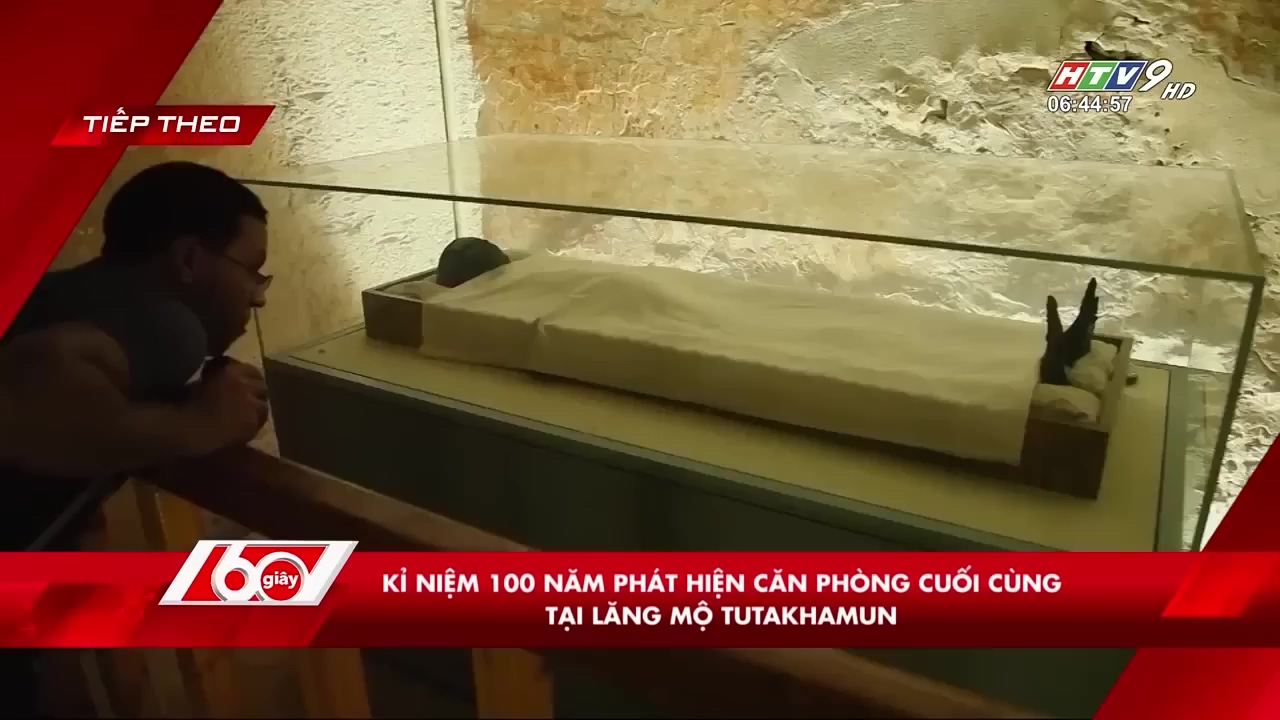 TIẾP THEO
HTV9 HD
06:44:57
60 giây
KỈ NIỆM 100 NĂM PHÁT HIỆN CĂN PHÒNG CUỐI CÙNG
TẠI LĂNG MỘ TUTAKHAMUN